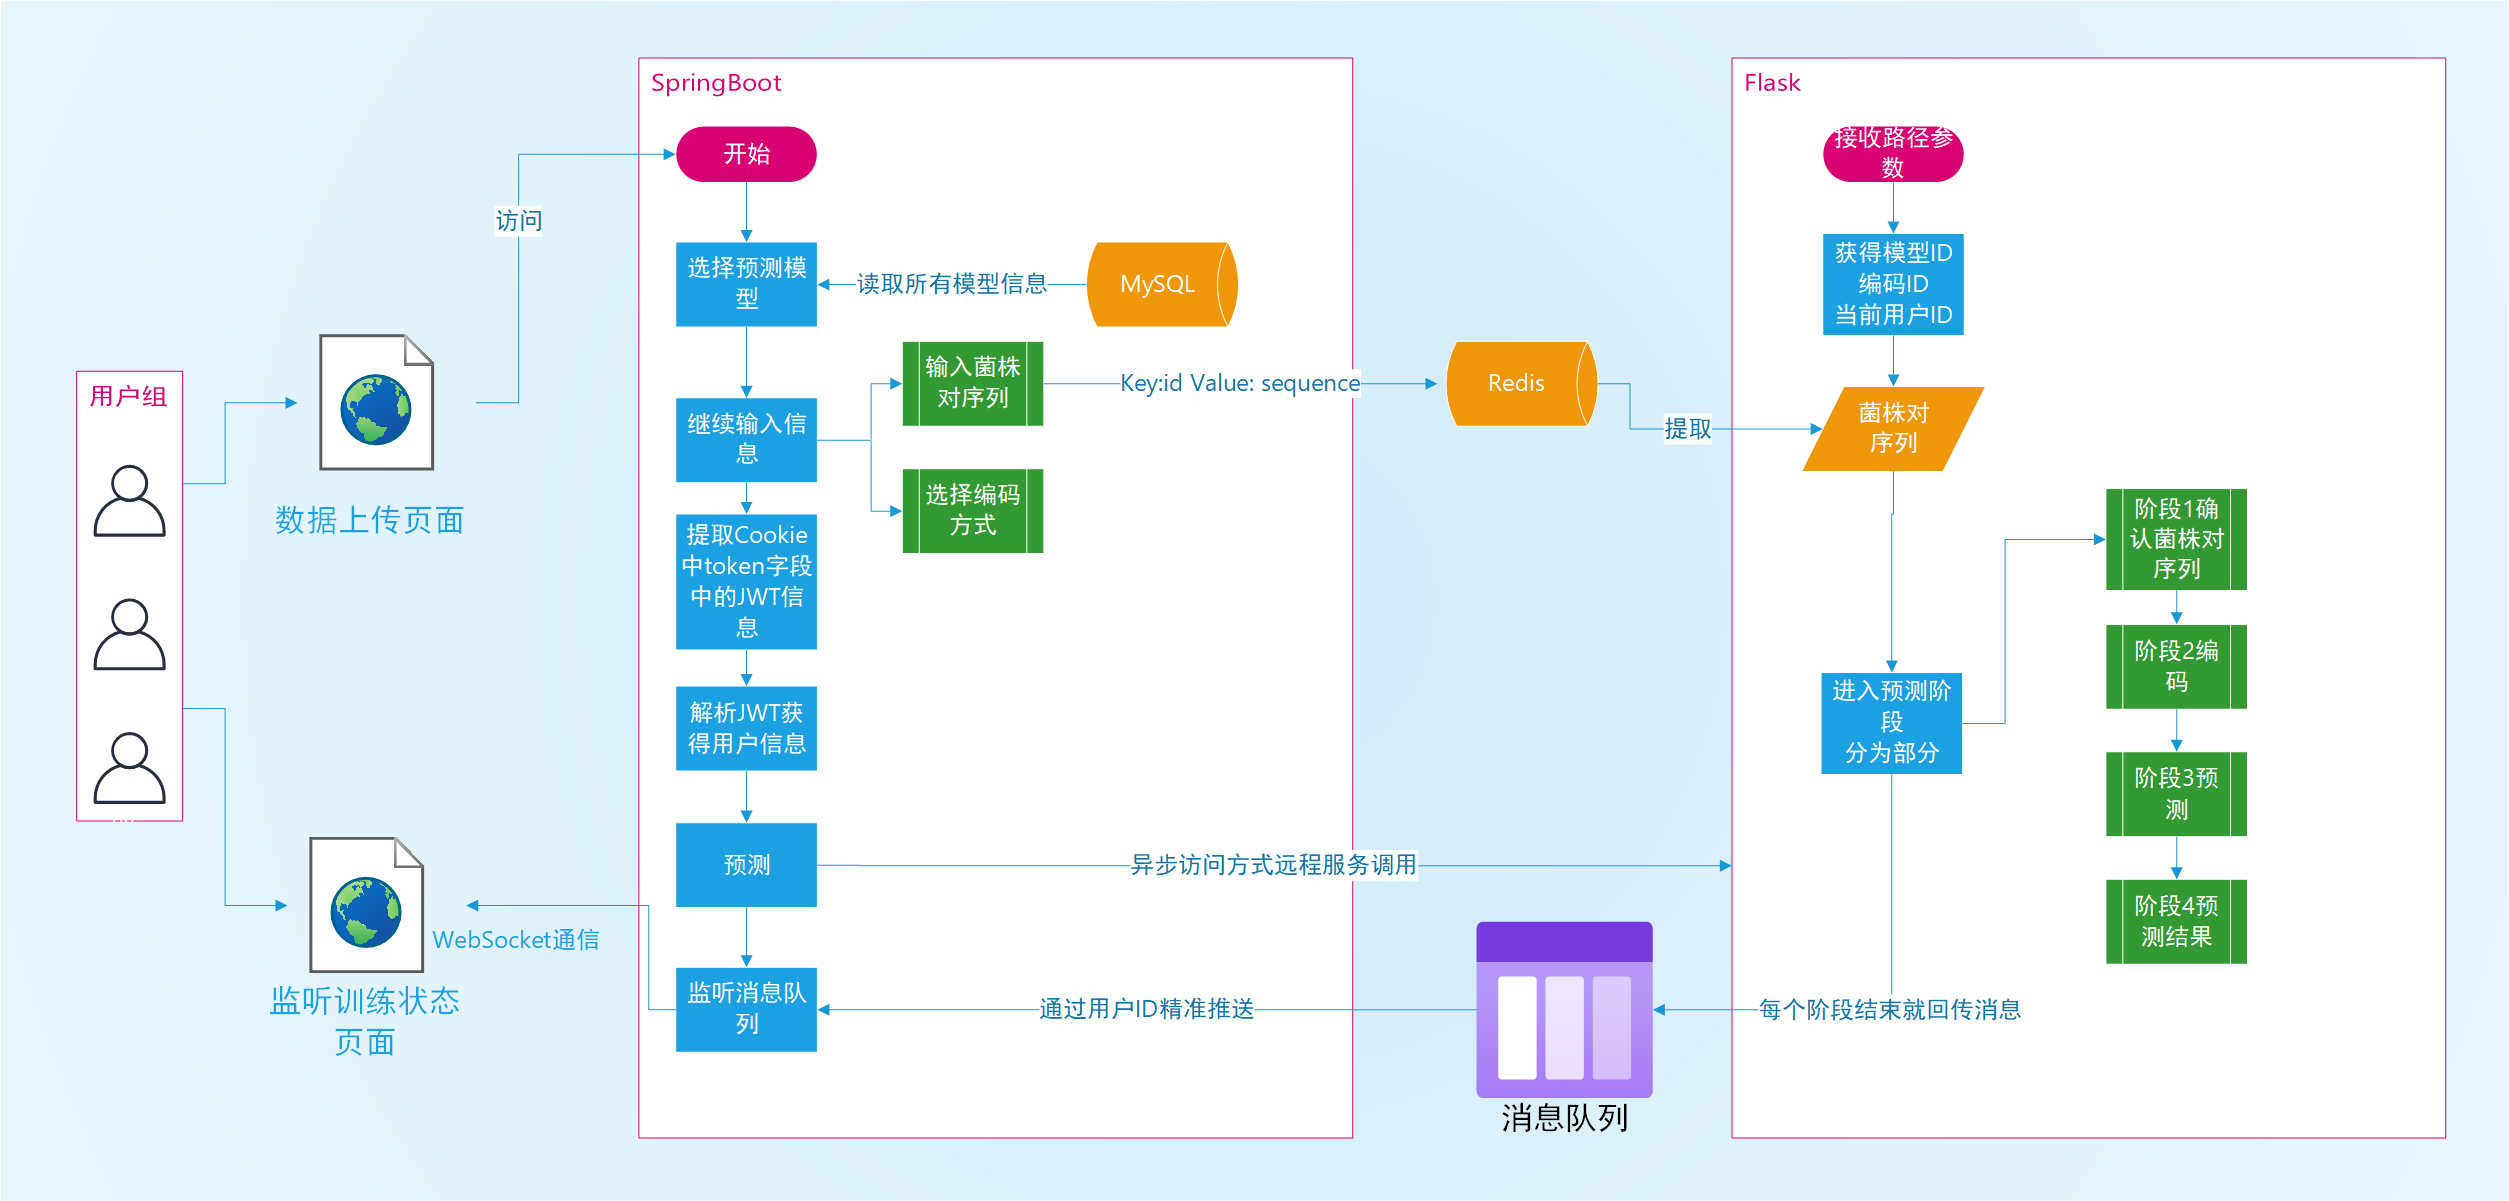 用户组
数据上传页面
监听训练状态
页面
访问
WebSocket通信
SpringBoot
开始
选择预测模
型
读取所有模型信息
MySQL
继续输入信
息
输入菌株
对序列
选择编码
方式
Key:id Value: sequence
Redis
提取Cookie
中token字段
中的JWT信
息
解析JWT获
得用户信息
预测
异步访问方式远程服务调用
监听消息队
列
通过用户ID精准推送
消息队列
提取
Flask
接收路径参
数
获得模型ID
编码ID
当前用户ID
菌株对
序列
进入预测阶
段
分为部分
每个阶段结束就回传消息
阶段1确
认菌株对
序列
阶段2编
码
阶段3预
测
阶段4预
测结果